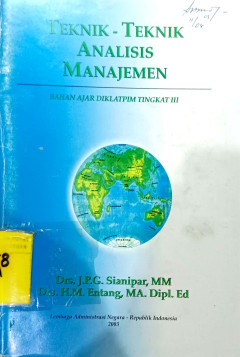 TEKNIK - TEKNIK
ANALISIS
MANAJEMEN
BAHAN AJAR DIKLATPIM TINGKAT III
Drs. J.P.G. Sianipar, MM
Drs. H.M. Entang, MA. Dipl. Ed
Lembaga Administrasi Negara - Republik Indonesia
2003
8